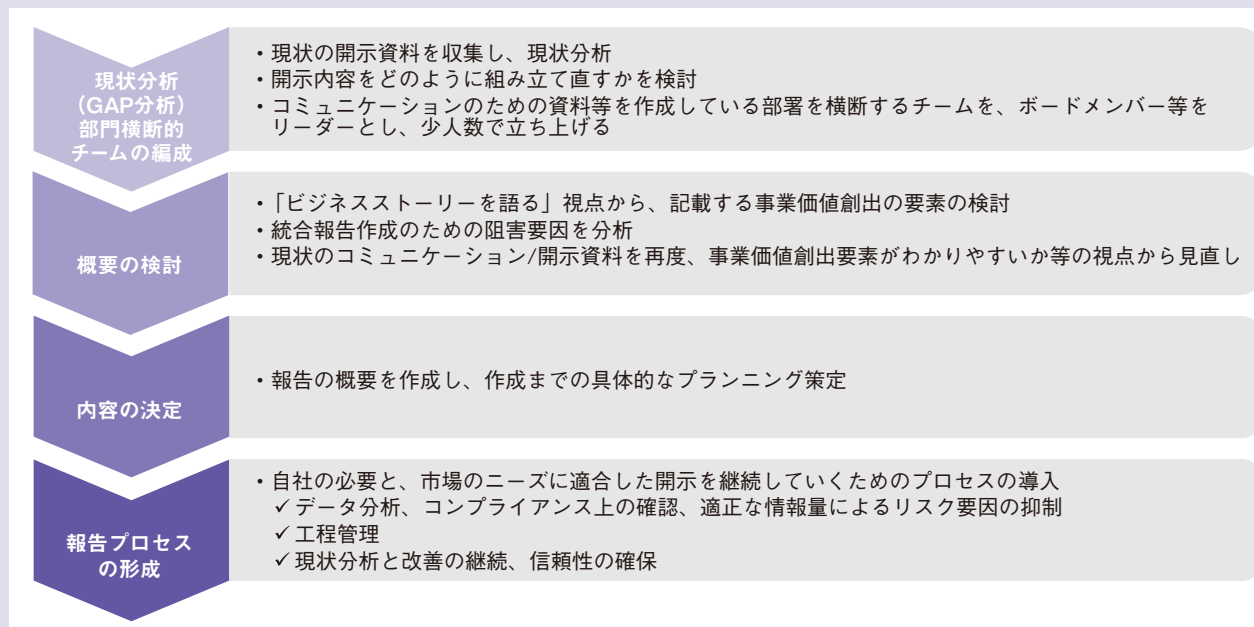 現状分析
（GAP分析）
部門横断的
チームの編成
・現状の開示資料を収集し、現状分析
・開示内容をどのように組み立て直すかを検討
・コミュニケーションのための資料等を作成している部署を横断するチームを、ボードメンバー等を
リーダーとし、少人数で立ち上げる
概要の検討
・「ビジネスストーリーを語る」視点から、記載する事業価値創出の要素の検討
・統合報告作成のための阻害要因を分析
・現状のコミュニケーション/開示資料を再度、事業価値創出要素がわかりやすいか等の視点から見直し
内容の決定
・報告の概要を作成し、作成までの具体的なプランニング策定
報告プロセス
の形成
・自社の必要と、市場のニーズに適合した開示を継続していくためのプロセスの導入
✓データ分析、コンプライアンス上の確認、適正な情報量によるリスク要因の抑制
✓工程管理
✓現状分析と改善の継続、信頼性の確保